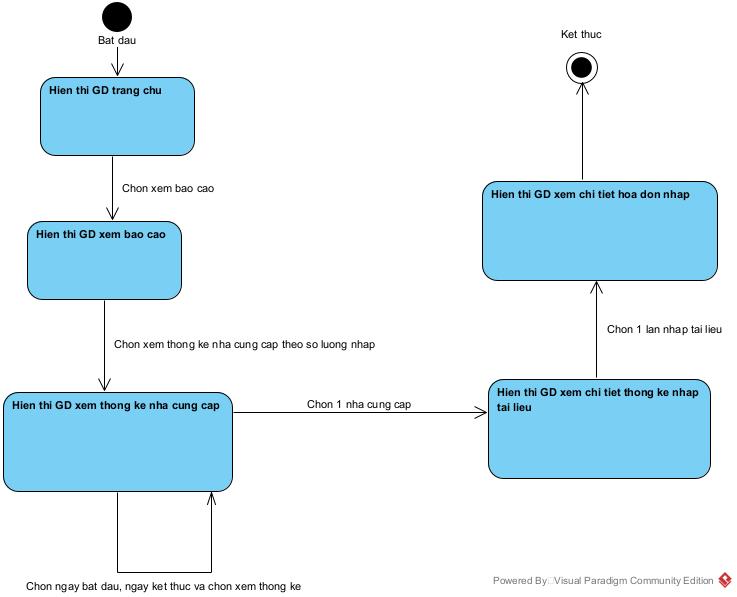 Bat dau
Hien thi GD trang chu
Chon xem bao cao
Hien thi GD xem bao cao
Chon xem thong ke nha cung cap theo so luong nhap
Hien thi GD xem thong ke nha cung cap
Chon ngay bat dau, ngay ket thuc va chon xem thong ke
Chon 1 nha cung cap
Hien thi GD xem chi tiet thong ke nhap
tai lieu
Chon 1 lan nhap tai lieu
Hien thi GD xem chi tiet hoa don nhap
Ket thuc
Powered By Visual Paradigm Community Edition